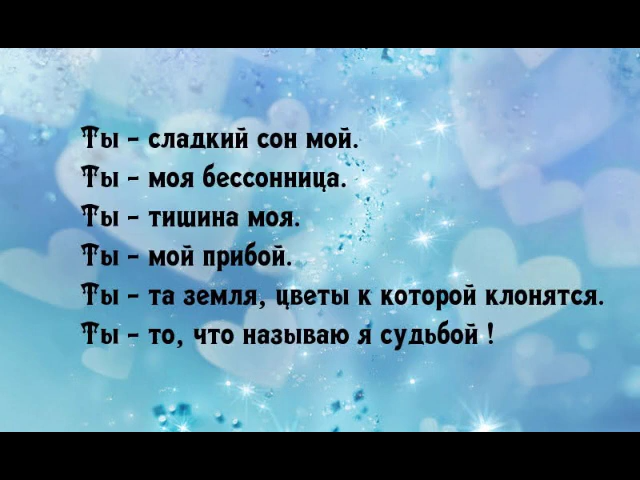 Ты - сладкий сон мой.
Ты - моя бессонница.
Ты - тишина моя.
Ты - мой прибой.
Ты - та земля, цветы к которой клонятся.
Ты - то, что называю я судьбой !